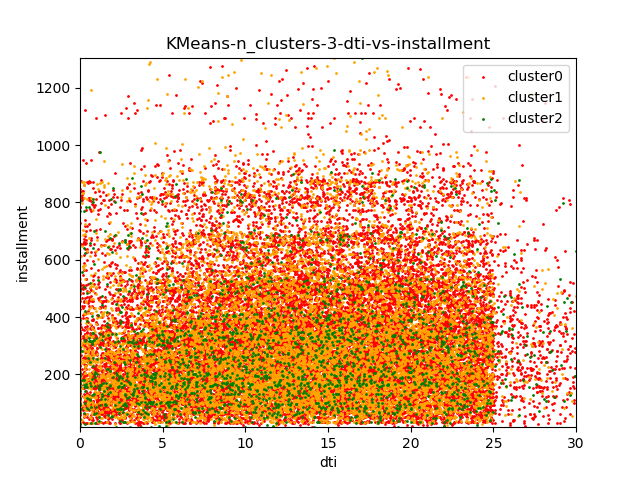 KMeans-n_clusters-3-dti-vs-installment
cluster0
cluster1
cluster2
1200
1000
800
600
400
200
installment
0 5 10 15 20 25 30
dti